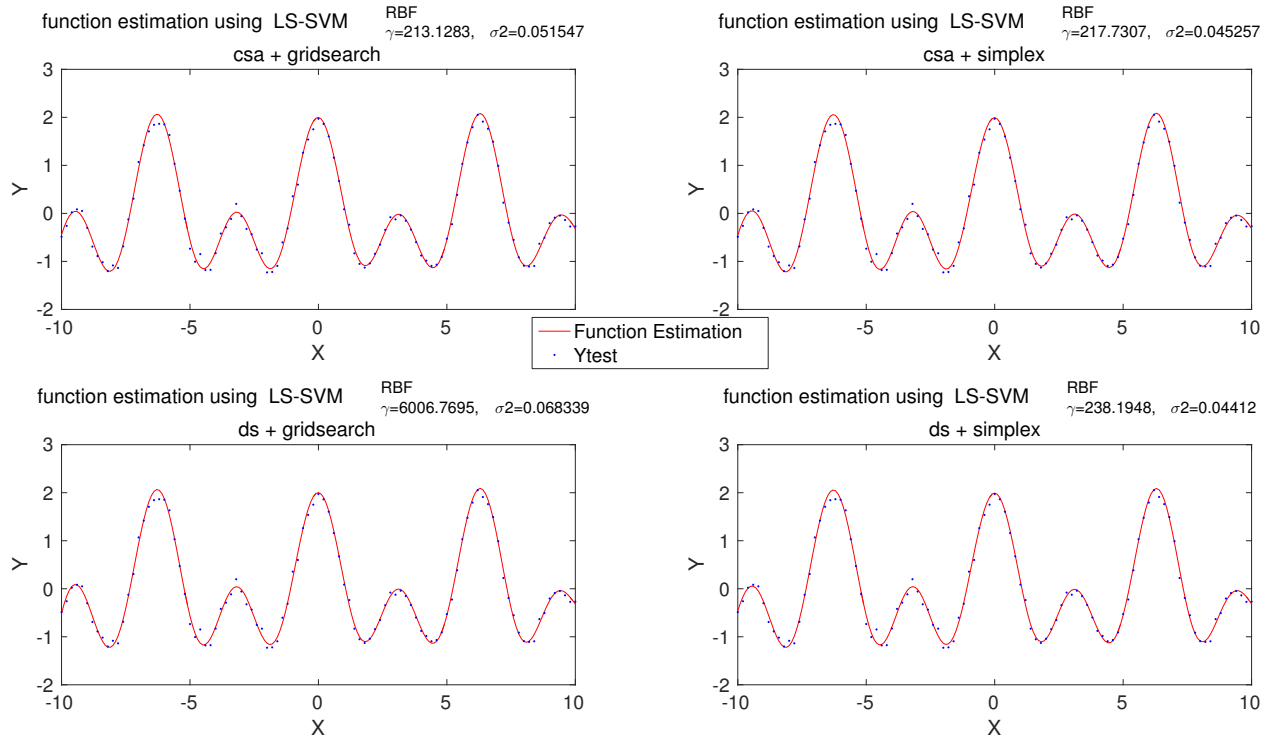 function estimation using  LS-SVM
RBF
γ=213.1283,   σ2=0.051547
csa + gridsearch
3
2
1
0
-1
-2
Y
-10
-5
0
5
10
X
function estimation using  LS-SVM
RBF
γ=217.7307,   σ2=0.045257
csa + simplex
3
2
1
0
-1
-2
Y
-10
-5
0
5
10
X
Function Estimation
Ytest
function estimation using  LS-SVM
RBF
γ=6006.7695,   σ2=0.068339
ds + gridsearch
3
2
1
0
-1
-2
Y
-10
-5
0
5
10
X
function estimation using  LS-SVM
RBF
γ=238.1948,   σ2=0.04412
ds + simplex
3
2
1
0
-1
-2
Y
-10
-5
0
5
10
X